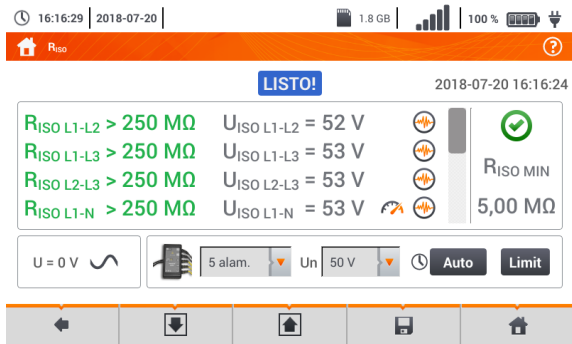 16:16:29 2018-07-20 1.8 GB 100 %
RISO
LISTO! 2018-07-20 16:16:24
RISO L1-L2 > 250 MΩ UISO L1-L2 = 52 V
RISO L1-L3 > 250 MΩ UISO L1-L3 = 53 V
RISO L2-L3 > 250 MΩ UISO L2-L3 = 53 V
RISO L1-N > 250 MΩ UISO L1-N = 53 V
RISO MIN
5,00 MΩ
U = 0 V 5 alam. Un 50 V Auto Limit